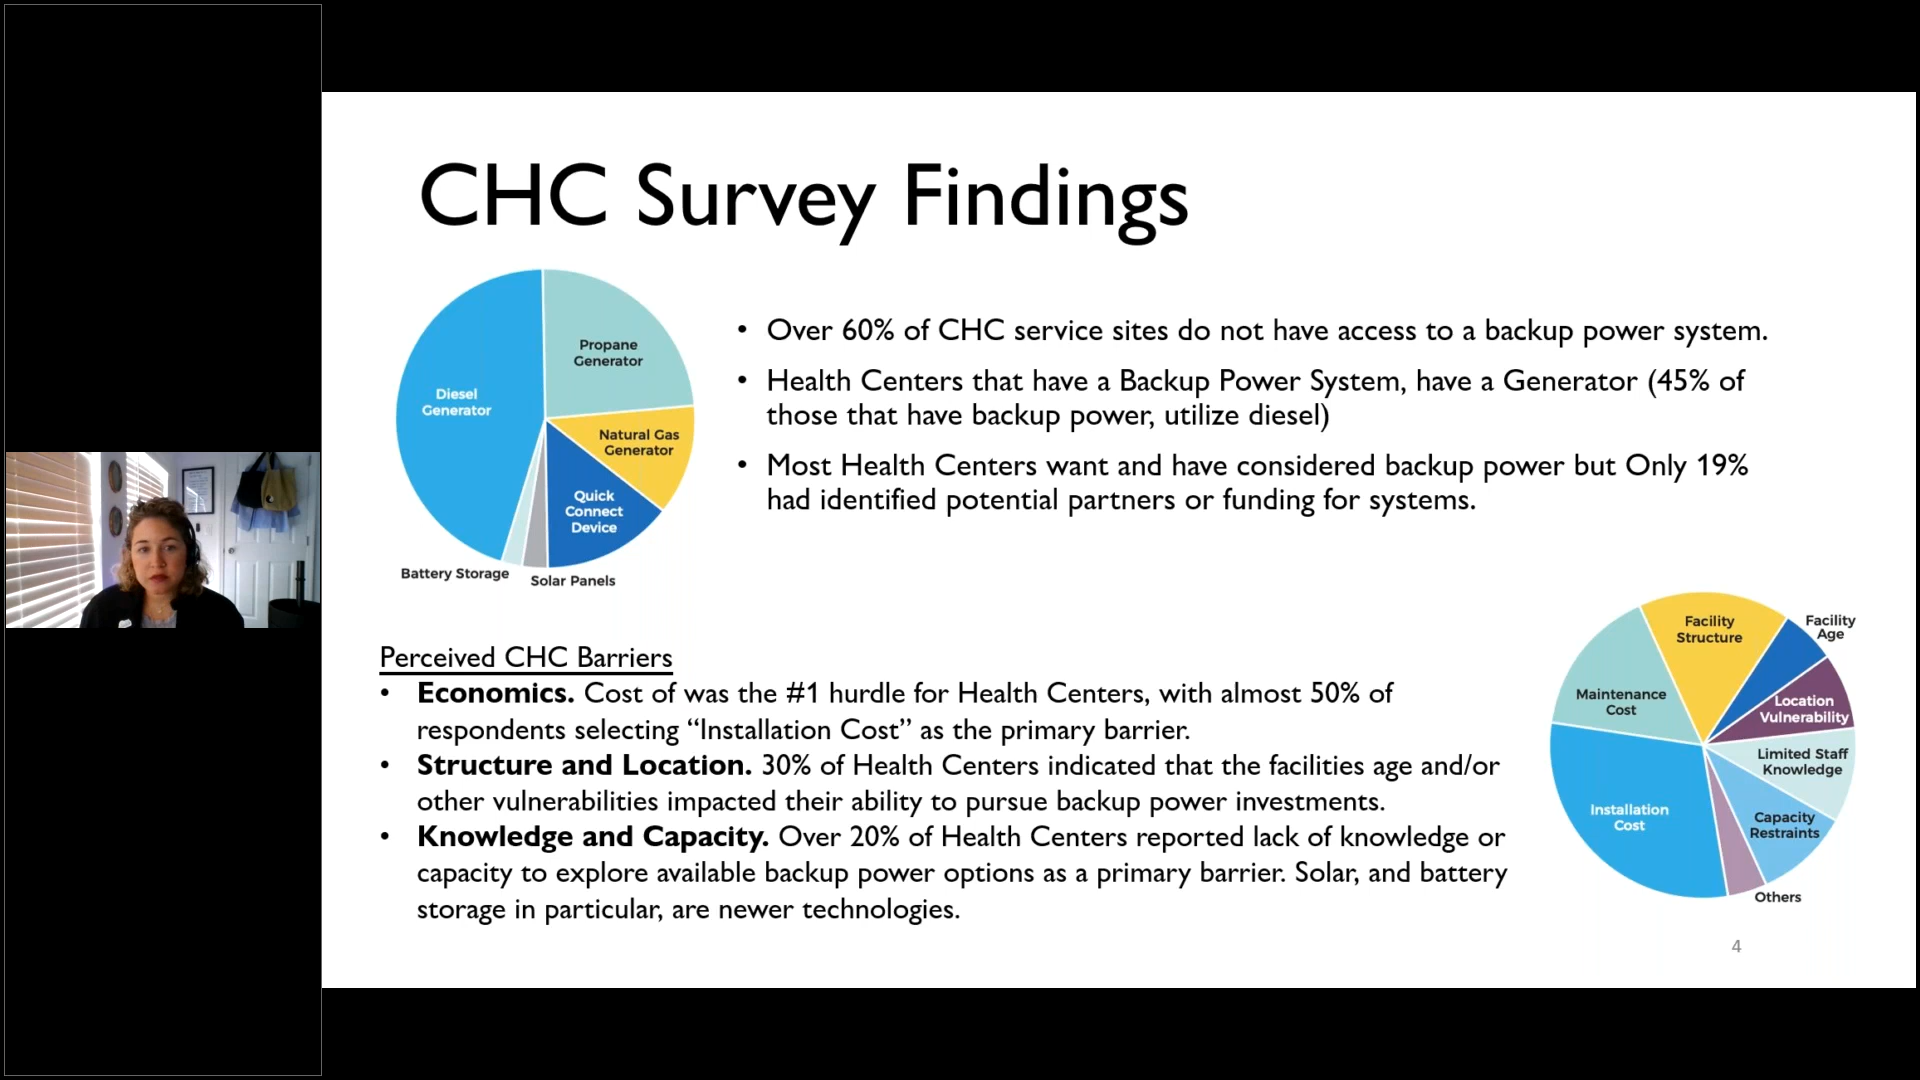 CHC Survey Findings
Diesel
Generator
Propane
Generator
Natural Gas
Generator
Quick
Connect
Device
Battery Storage
Solar Panels
• Over 60% of CHC service sites do not have access to a backup power system.
• Health Centers that have a Backup Power System, have a Generator (45% of
those that have backup power, utilize diesel)
• Most Health Centers want and have considered backup power but Only 19%
had identified potential partners or funding for systems.
Perceived CHC Barriers
• Economics. Cost of was the #1 hurdle for Health Centers, with almost 50% of
respondents selecting “Installation Cost” as the primary barrier.
• Structure and Location. 30% of Health Centers indicated that the facilities age and/or
other vulnerabilities impacted their ability to pursue backup power investments.
• Knowledge and Capacity. Over 20% of Health Centers reported lack of knowledge or
capacity to explore available backup power options as a primary barrier. Solar, and battery
storage in particular, are newer technologies.
Facility
Structure
Facility
Age
Maintenance
Cost
Location
Vulnerability
Limited Staff
Knowledge
Installation
Cost
Capacity
Restraints
Others
4